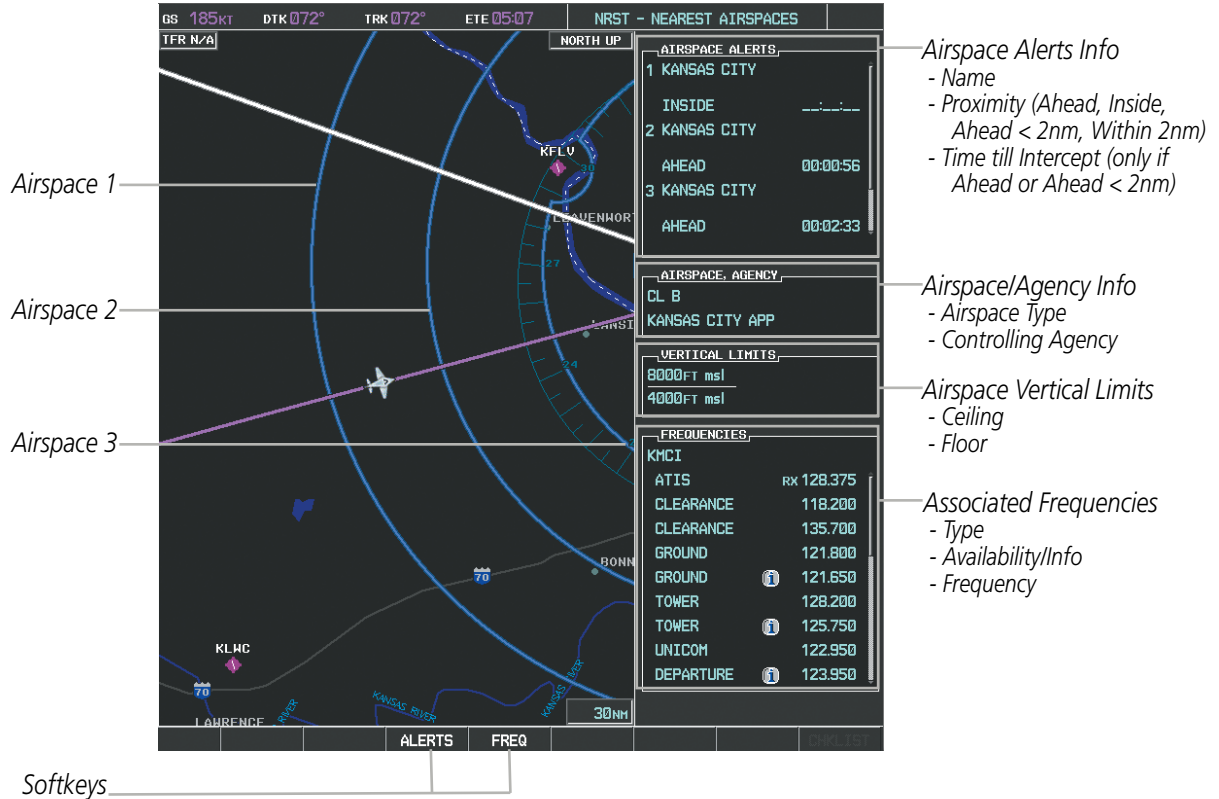 GS 185KT DTK 072° TRK 072° ETE 05:07 NRST - NEAREST AIRSPACES
TFR N/A
NORTH UP
AIRSPACE ALERTS
1 KANSAS CITY
INSIDE __:__:__
2 KANSAS CITY
AHEAD 00:00:56
3 KANSAS CITY
AHEAD 00:02:33
AIRSPACE, AGENCY
CL B
KANSAS CITY APP
VERTICAL LIMITS
8000FT msl
4000FT msl
FREQUENCIES
KMCI
ATIS RX 128.375
CLEARANCE 118.200
CLEARANCE 135.700
GROUND 121.800
GROUND i 121.650
TOWER 128.200
TOWER i 125.750
UNICOM 122.950
DEPARTURE i 123.950
KFLV
30
LEAVENWOR
27
LANSI
24
BONN
70
KLWC
70
LAWRENCE
RIVER
KANSAS RIVER
KANSAS RIVER
30NM
ALERTS FREQ CHKLIST
Airspace 1
Airspace 2
Airspace 3
Softkeys
Airspace Alerts Info
- Name
- Proximity (Ahead, Inside,
Ahead < 2nm, Within 2nm)
- Time till Intercept (only if
Ahead or Ahead < 2nm)
Airspace/Agency Info
- Airspace Type
- Controlling Agency
Airspace Vertical Limits
- Ceiling
- Floor
Associated Frequencies
- Type
- Availability/Info
- Frequency